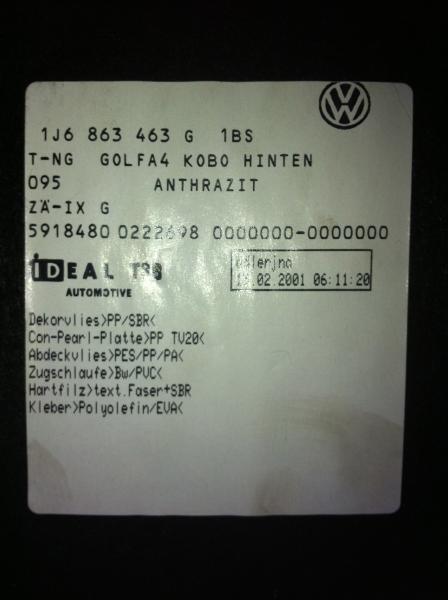 1J6 863 463 G 1BS
T-NG GOLFA4 KOBO HINTEN
095 ANTHRAZIT
ZÄ-IX G
5918480 0222698 0000000-0000000
IDEAL
AUTOMOTIVE
.02.2001 06:11:20
Dekorvlies>PP/SBR<
Con-Pearl-Platte>PP TV20<
Abdeckvlies>PES/PP/PA<
Zugschlaufe>Bw/PVC<
Hartfilz>text.Faser+SBR
Kleber>Polyolefin/EVA<